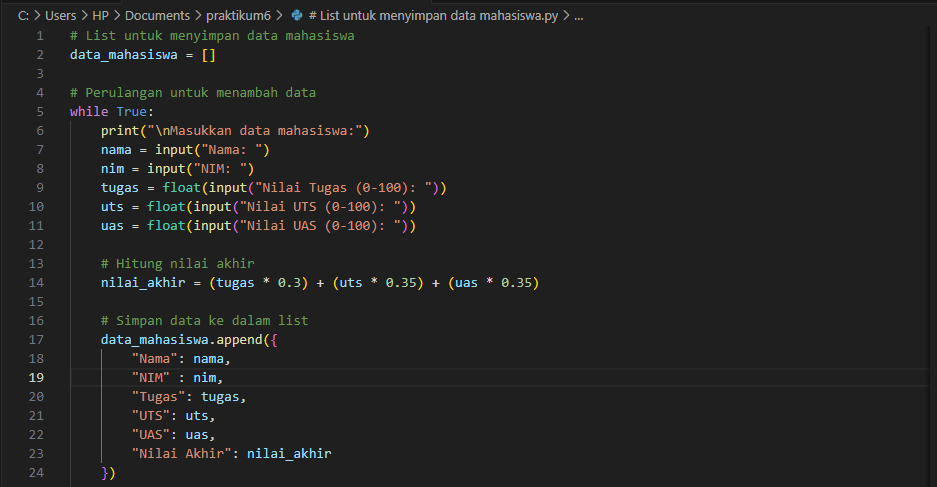 C: > Users > HP > Documents > praktikum6 > # List untuk menyimpan data mahasiswa.py > ...
1 # List untuk menyimpan data mahasiswa
2 data_mahasiswa = []
3
4 # Perulangan untuk menambah data
5 while True:
6     print("\nMasukkan data mahasiswa:")
7     nama = input("Nama: ")
8     nim = input("NIM: ")
9     tugas = float(input("Nilai Tugas (0-100): "))
10     uts = float(input("Nilai UTS (0-100): "))
11     uas = float(input("Nilai UAS (0-100): "))
12
13     # Hitung nilai akhir
14     nilai_akhir = (tugas * 0.3) + (uts * 0.35) + (uas * 0.35)
15
16     # Simpan data ke dalam list
17     data_mahasiswa.append({
18         "Nama": nama,
19         "NIM" : nim,
20         "Tugas": tugas,
21         "UTS": uts,
22         "UAS": uas,
23         "Nilai Akhir": nilai_akhir
24     })